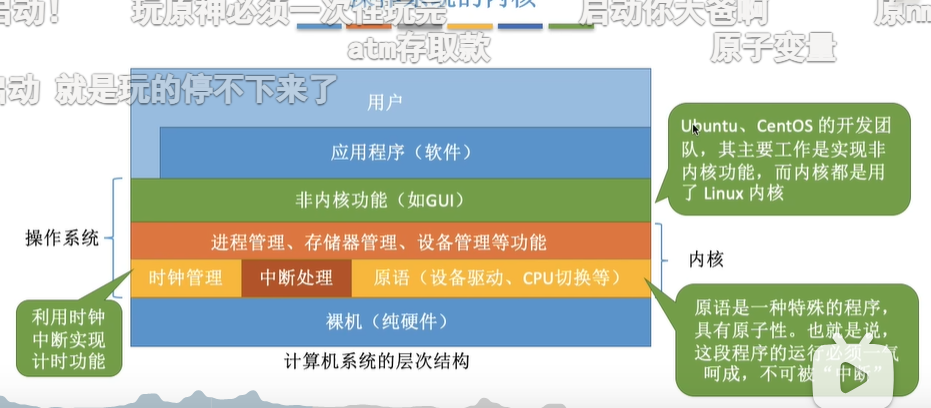 启动！ 玩原神必须一次性玩完 启动你大爸啊
操作系统的内核
atm存取款 原子变量
启动 就是玩的停不下来了
用户
应用程序（软件）
非内核功能（如GUI）
进程管理、存储器管理、设备管理等功能
时钟管理 中断处理 原语（设备驱动、CPU切换等）
裸机（纯硬件）
计算机系统的层次结构
操作系统
内核
利用时钟
中断实现
计时功能
Ubuntu、CentOS 的开发团
队，其主要工作是实现非
内核功能，而内核都是用
了 Linux 内核
原语是一种特殊的程序，
具有原子性。也就是说，
这段程序的运行必须一气
呵成，不可被“中断”